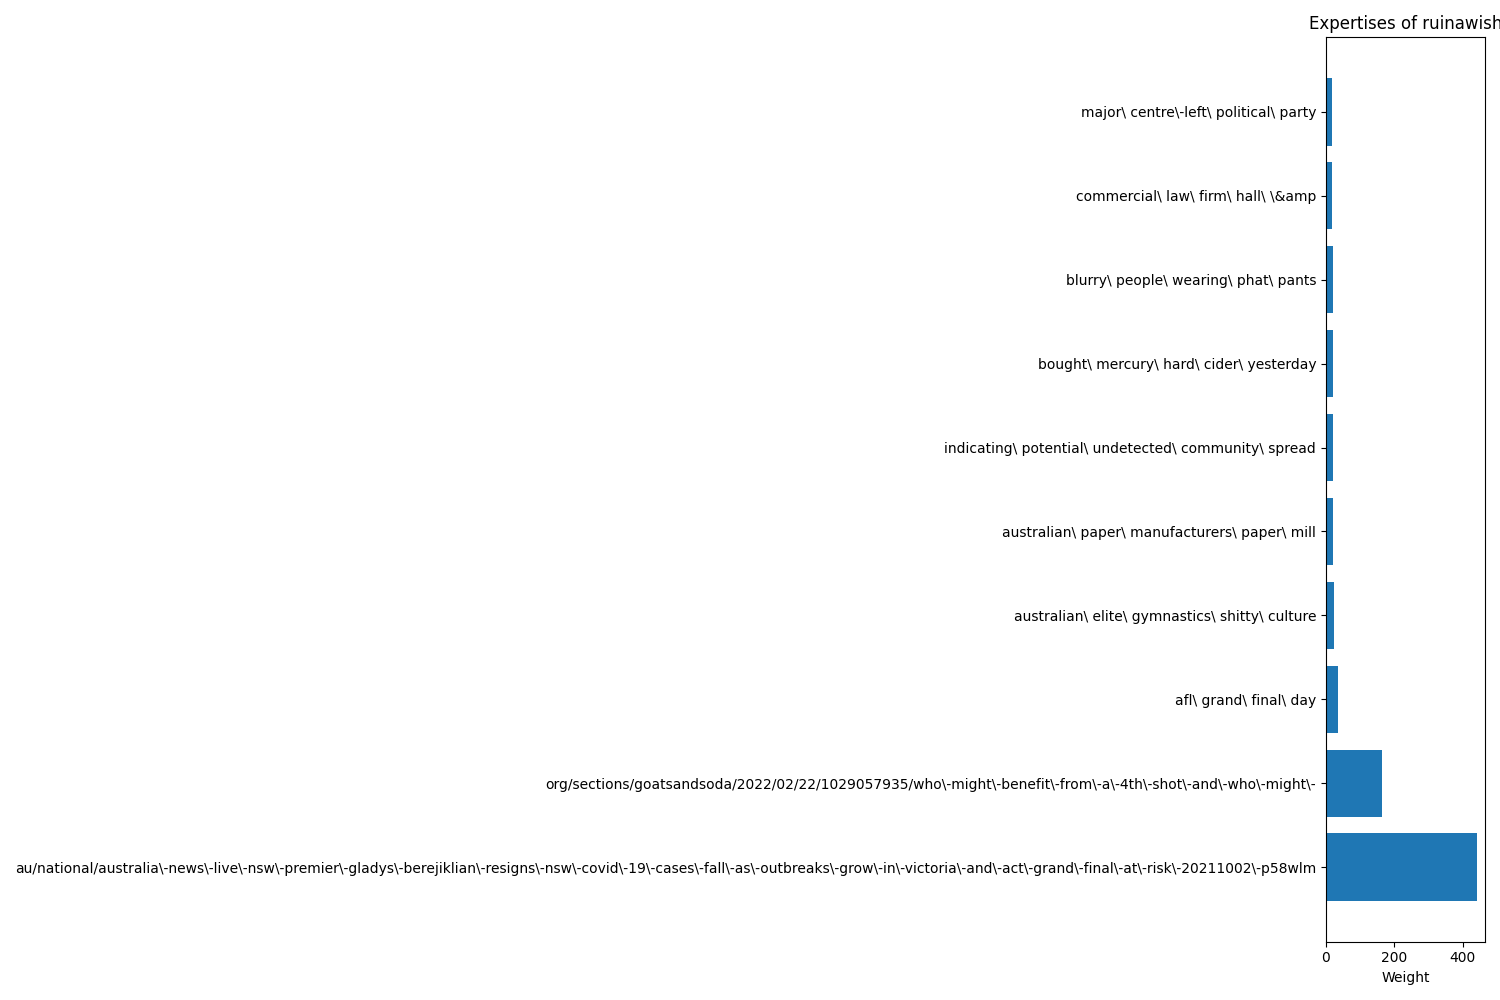 Expertises of ruinawish
major\ centre\-left\ political\ party
commercial\ law\ firm\ hall\ \&amp
blurry\ people\ wearing\ phat\ pants
bought\ mercury\ hard\ cider\ yesterday
indicating\ potential\ undetected\ community\ spread
australian\ paper\ manufacturers\ paper\ mill
australian\ elite\ gymnastics\ shitty\ culture
afl\ grand\ final\ day
org/sections/goatsandsoda/2022/02/22/1029057935/who\-might\-benefit\-from\-a\-4th\-shot\-and\-who\-might\-
au/national/australia\-news\-live\-nsw\-premier\-gladys\-berejiklian\-resigns\-nsw\-covid\-19\-cases\-fall\-as\-outbreaks\-grow\-in\-victoria\-and\-act\-grand\-final\-at\-risk\-20211002\-p58wlm
0 200 400
Weight